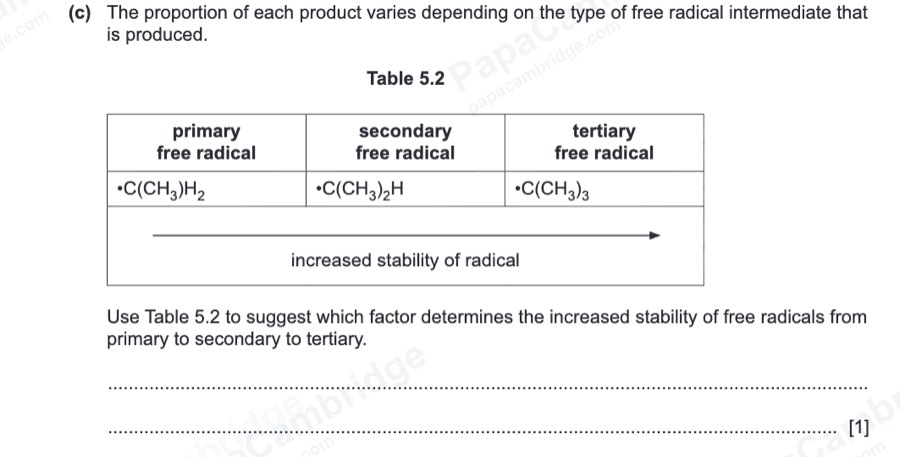 (c) The proportion of each product varies depending on the type of free radical intermediate that
is produced.
Table 5.2
primary
free radical
secondary
free radical
tertiary
free radical
•C(CH₃)H₂
•C(CH₃)₂H
•C(CH₃)₃
increased stability of radical
Use Table 5.2 to suggest which factor determines the increased stability of free radicals from
primary to secondary to tertiary.
[1]
PapaCambridge
papacambridge.com